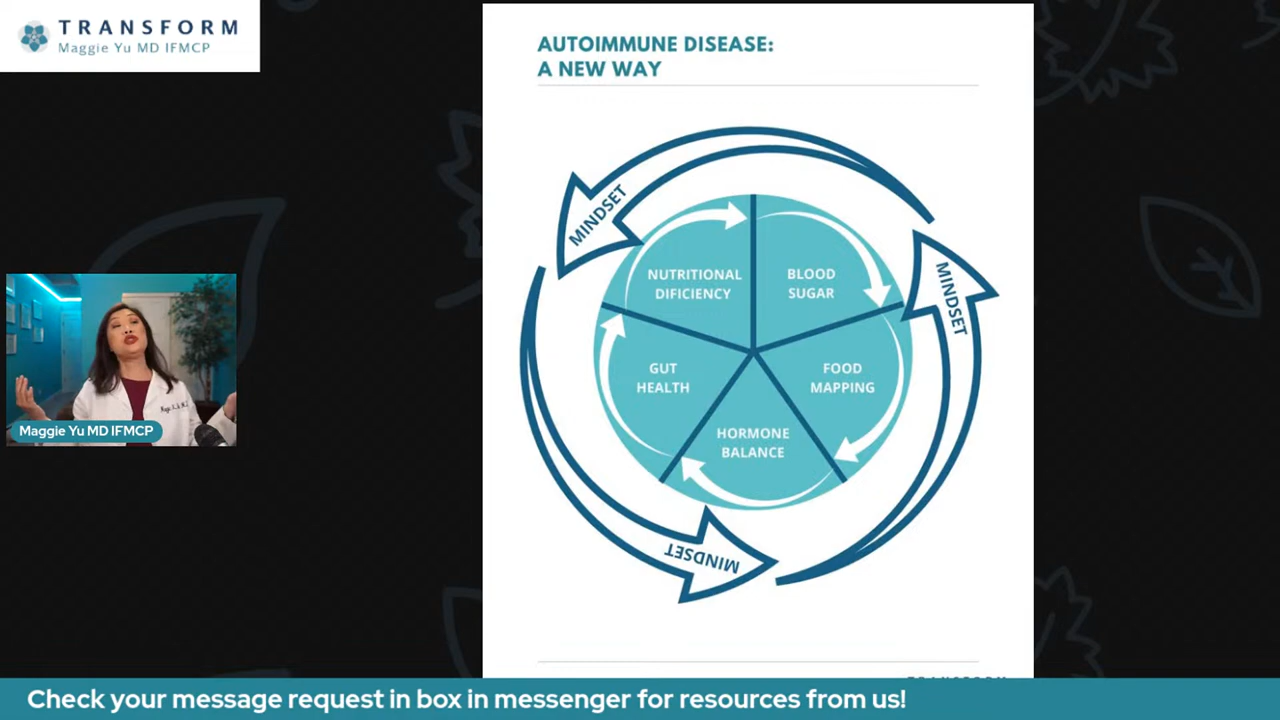 TRANSFORM
Maggie Yu MD IFMCP
AUTOIMMUNE DISEASE:
A NEW WAY
MINDSET
MINDSET
NUTRITIONAL
DIFICIENCY
BLOOD
SUGAR
GUT
HEALTH
FOOD
MAPPING
HORMONE
BALANCE
MINDSET
Maggie Yu MD IFMCP
Check your message request in box in messenger for resources from us!